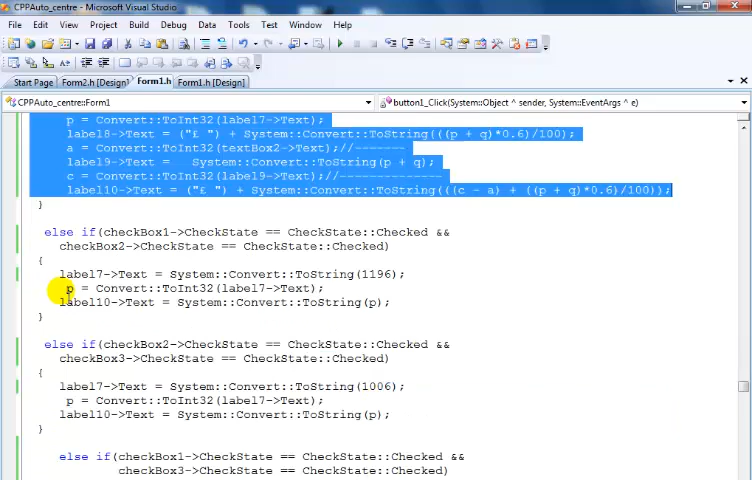 CPPAuto_centre - Microsoft Visual Studio
File Edit View Project Build Debug Data Tools Test Window Help
Start Page Form2.h [Design] Form1.h Form1.h [Design]
CPPAuto_centre::Form1 button1_Click(System::Object ^ sender, System::EventArgs ^ e)
p = Convert::ToInt32(label7->Text);
label8->Text = ("£ ") + System::Convert::ToString(((p + q)*0.6)/100);
a = Convert::ToInt32(textBox2->Text);//-------
label9->Text = System::Convert::ToString(p + q);
c = Convert::ToInt32(label9->Text);//--------------
label10->Text = ("£ ") + System::Convert::ToString(((c - a) + ((p + q)*0.6)/100));
}
else if(checkBox1->CheckState == CheckState::Checked &&
checkBox2->CheckState == CheckState::Checked)
{
label7->Text = System::Convert::ToString(1196);
p = Convert::ToInt32(label7->Text);
label10->Text = System::Convert::ToString(p);
}
else if(checkBox2->CheckState == CheckState::Checked &&
checkBox3->CheckState == CheckState::Checked)
{
label7->Text = System::Convert::ToString(1006);
p = Convert::ToInt32(label7->Text);
label10->Text = System::Convert::ToString(p);
}
else if(checkBox1->CheckState == CheckState::Checked &&
checkBox3->CheckState == CheckState::Checked)